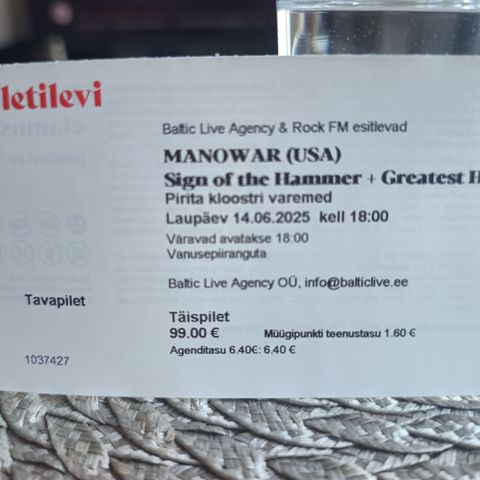 letilevi
Baltic Live Agency & Rock FM esitlevad
MANOWAR (USA)
Sign of the Hammer + Greatest H
Pirita kloostri varemed
Laupäev 14.06.2025 kell 18:00
Väravad avatakse 18:00
Vanusepiiranguta
Baltic Live Agency OÜ, info@balticlive.ee
Tavapilet
Täispilet
99.00 € Müügipunkti teenustasu 1.60 €
Agenditasu 6.40€: 6.40 €
1037427